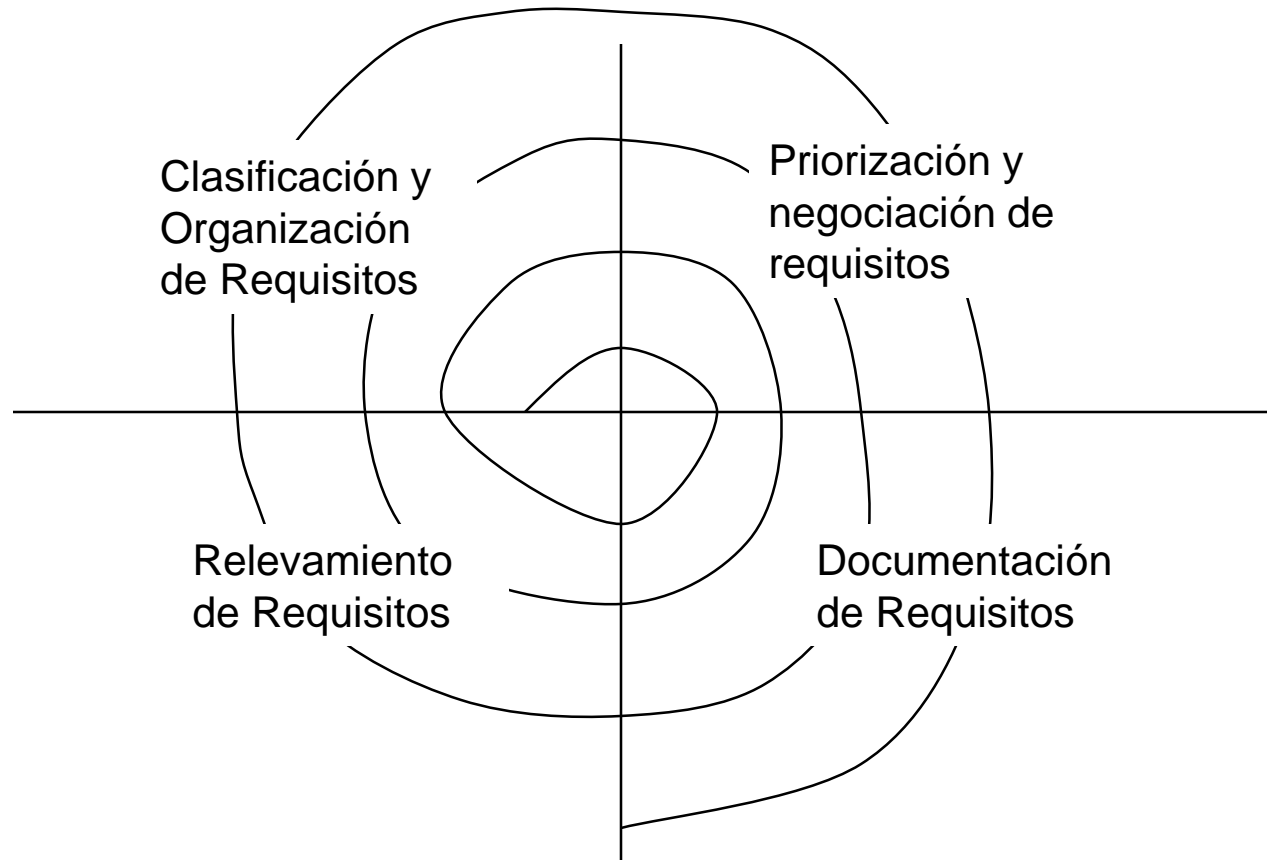 Clasificación y
Organización
de Requisitos
Priorización y
negociación de
requisitos
Relevamiento
de Requisitos
Documentación
de Requisitos